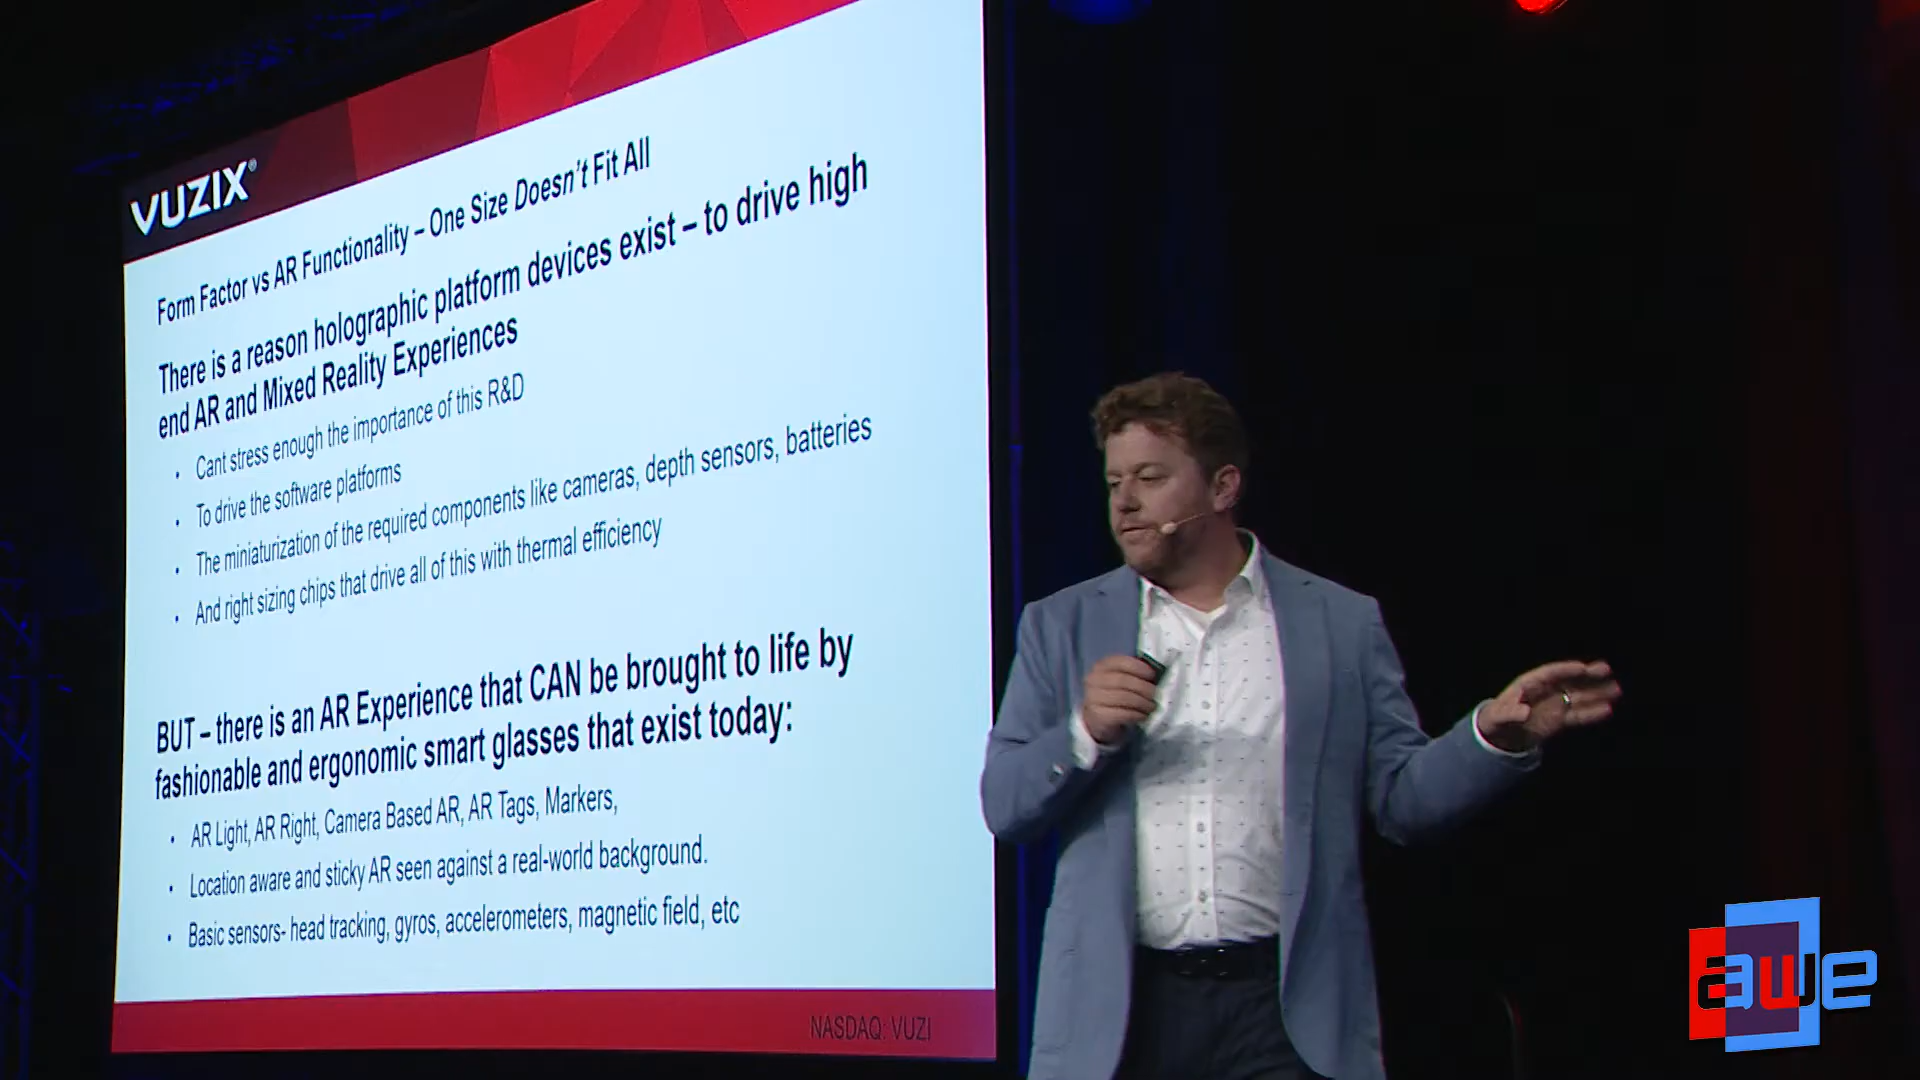 VUZIX®
Form Factor vs AR Functionality – One Size Doesn't Fit All
There is a reason holographic platform devices exist – to drive high
end AR and Mixed Reality Experiences
• Cant stress enough the importance of this R&D
• To drive the software platforms
• The miniaturization of the required components like cameras, depth sensors, batteries
• And right sizing chips that drive all of this with thermal efficiency
BUT – there is an AR Experience that CAN be brought to life by
fashionable and ergonomic smart glasses that exist today:
• AR Light, AR Right, Camera Based AR, AR Tags, Markers,
• Location aware and sticky AR seen against a real-world background.
• Basic sensors- head tracking, gyros, accelerometers, magnetic field, etc
NASDAQ: VUZI
awe